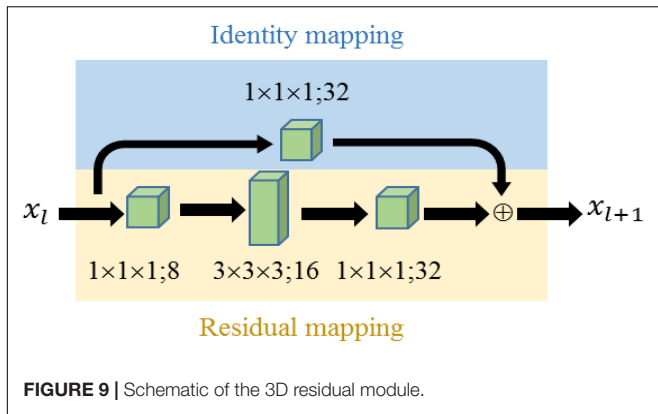 Identity mapping
1×1×1;32
x_l
⊕
x_{l+1}
1×1×1;8
3×3×3;16
1×1×1;32
Residual mapping
FIGURE 9 | Schematic of the 3D residual module.